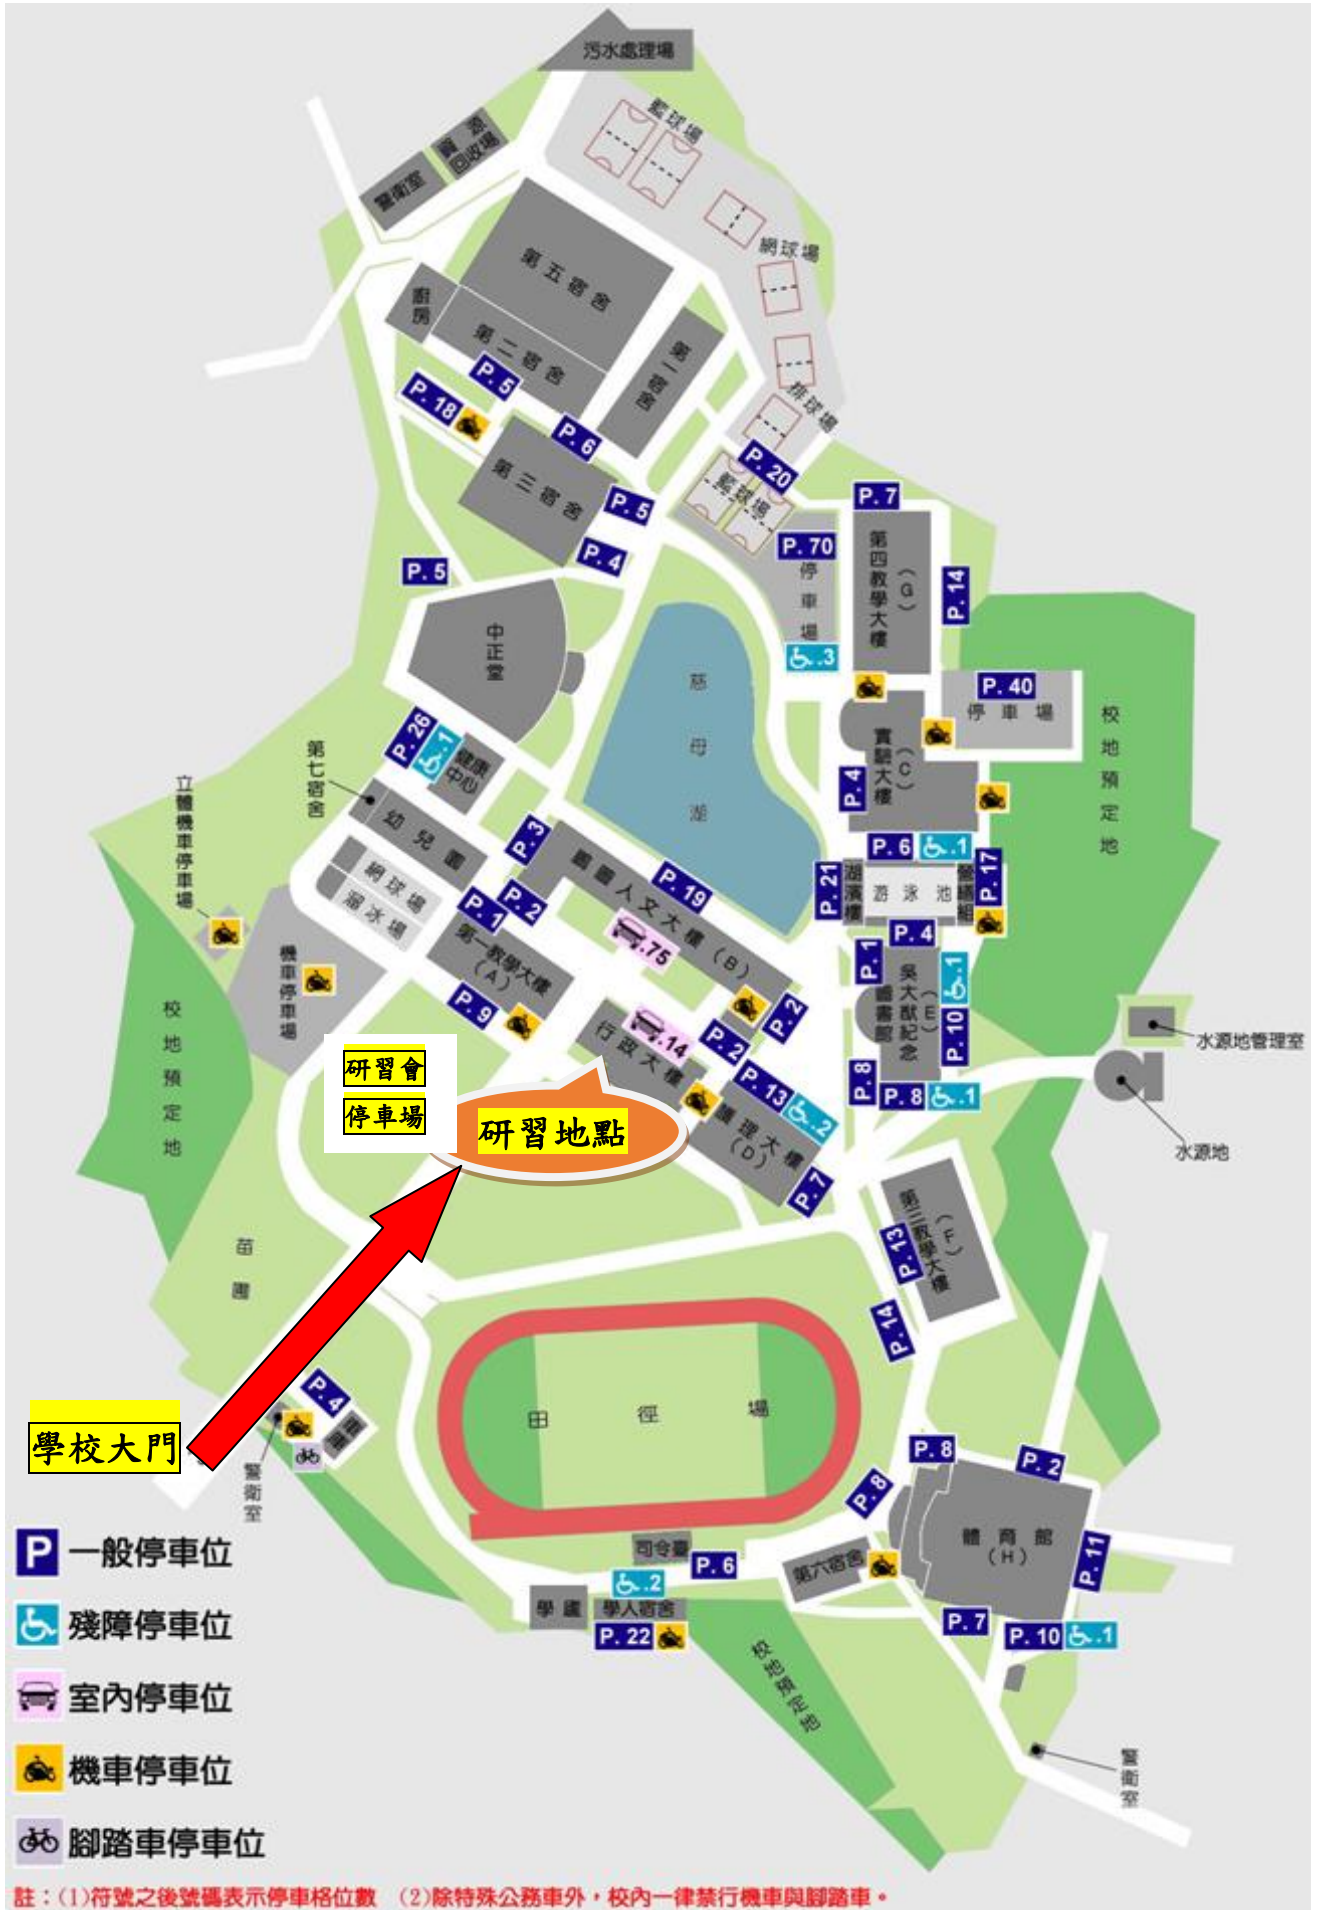 污水處理場
籃球場
資源
回收場
警衛室
網球場
第五宿舍
廚房
第二宿舍
第一宿舍
P.5
P.18
排球場
P.6
P.20
第三宿舍
籃球場
P.5
P.7
P.70
停車場
第四教學大樓
(G)
P.4
P.5
P.14
中正堂
.3
慈母湖
P.40
停車場
校地預定地
P.26
.1
健康
中心
實驗大樓
(C)
第七宿舍
立體機車停車場
P.4
幼兒園
P.3
圖資人文大樓(B)
P.6
.1
網球場
溜冰場
P.19
P.21
湖濱樓
游泳池
營繕組
P.17
P.1
P.2
.75
P.4
第一教學大樓
(A)
機車停車場
P.1
吳大猷紀念
圖書館
(E)
.1
P.9
校地預定地
P.2
行政大樓
.14
P.2
P.10
水源地管理室
研習會
停車場
研習地點
P.13
.2
P.8
P.8
.1
護理大樓
(D)
水源地
P.7
第三教學大樓
(F)
P.13
苗圃
P.14
P.4
田徑場
學校大門
警衛室
P.8
P.2
P.8
體育館
(H)
P.11
司令臺
P.6
第六宿舍
.2
學廬
學人宿舍
P.22
P.7
P.10
.1
校地預定地
警衛室
P 一般停車位
殘障停車位
室內停車位
機車停車位
腳踏車停車位
註：(1)符號之後號碼表示停車格位數 (2)除特殊公務車外，校內一律禁行機車與腳踏車。